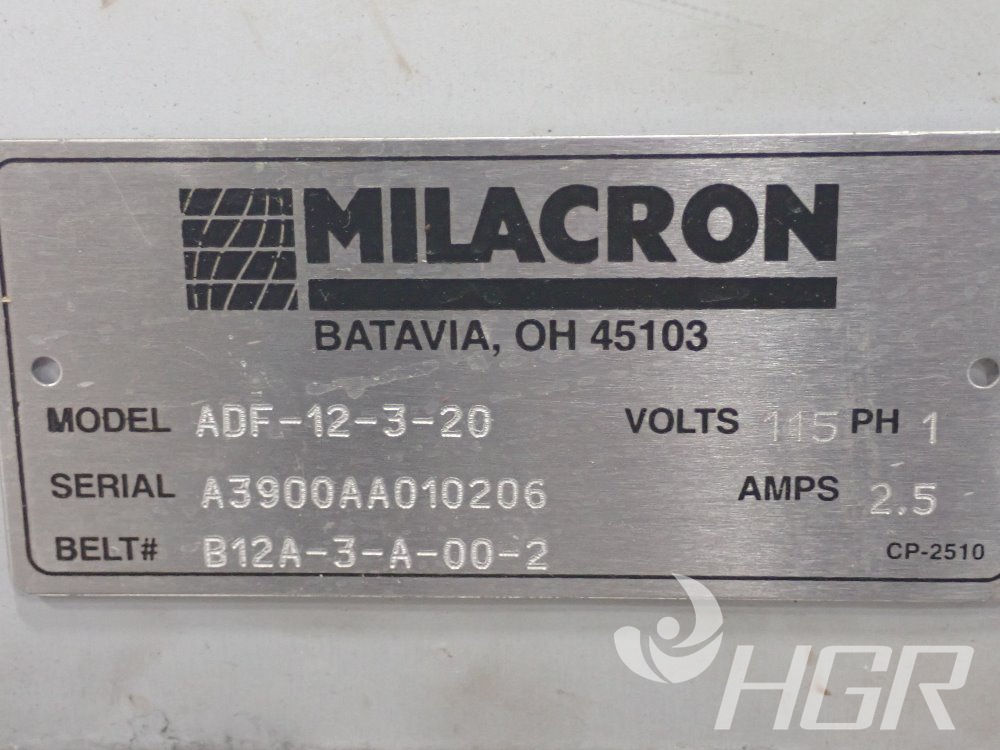 MILACRON
BATAVIA, OH 45103
MODEL ADF-12-3-20 VOLTS 115 PH 1
SERIAL A3900AA010206 AMPS 2.5
BELT# B12A-3-A-00-2 CP-2510
HGR